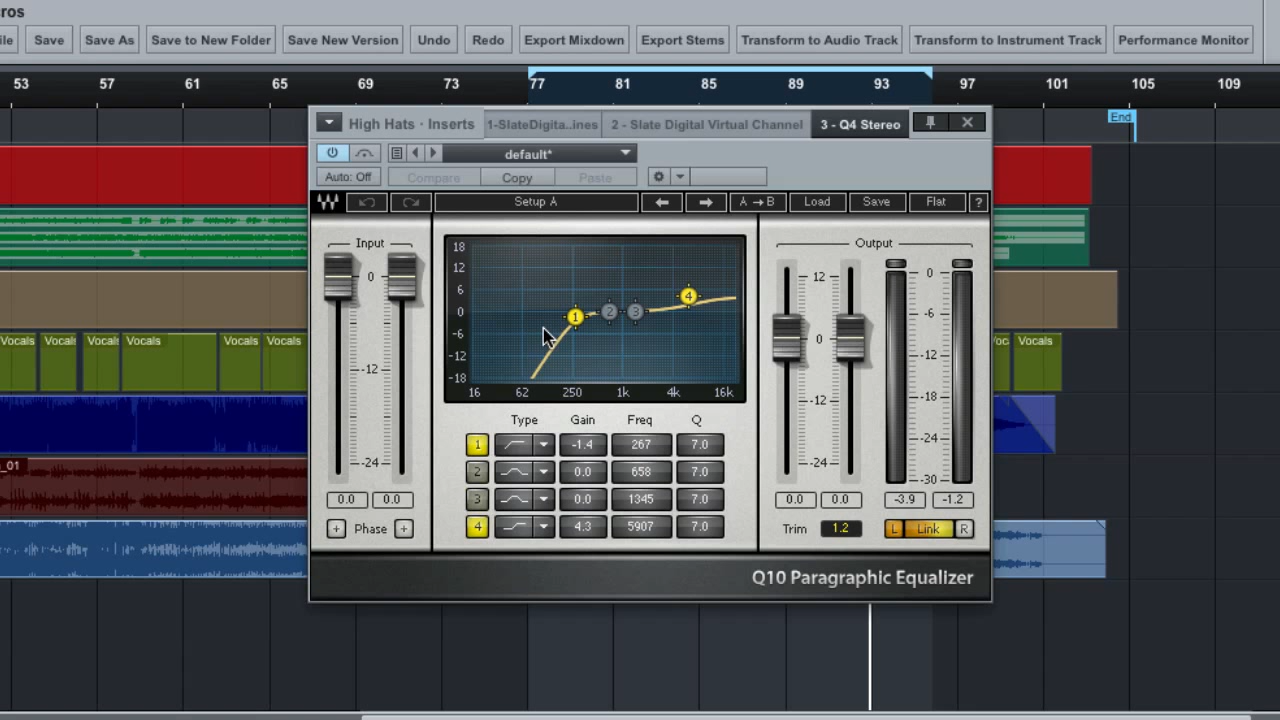 ros
ile Save Save As Save to New Folder Save New Version Undo Redo Export Mixdown Export Stems Transform to Audio Track Transform to Instrument Track Performance Monitor
53 57 61 65 69 73 77 81 85 89 93 97 101 105 109
High Hats · Inserts 1-SlateDigita..ines 2 - Slate Digital Virtual Channel 3 - Q4 Stereo
End
default*
Auto: Off Compare Copy Paste
Setup A A → B Load Save Flat ?
Input
Output
0
-12
-24
0.0 0.0
+ Phase +
18
12
6
0
-6
-12
-18
16 62 250 1k 4k 16k
1 2 3 4
Type Gain Freq Q
1 -1.4 267 7.0
2 0.0 658 7.0
3 0.0 1345 7.0
4 4.3 5907 7.0
12
0
-12
-24
0
-6
-12
-18
-24
-30
0.0 0.0 -3.9 -1.2
Trim 1.2 L Link R
Q10 Paragraphic Equalizer
Vocals Vocals Vocals Vocals Vocals Vocals Voc Vocals
_01